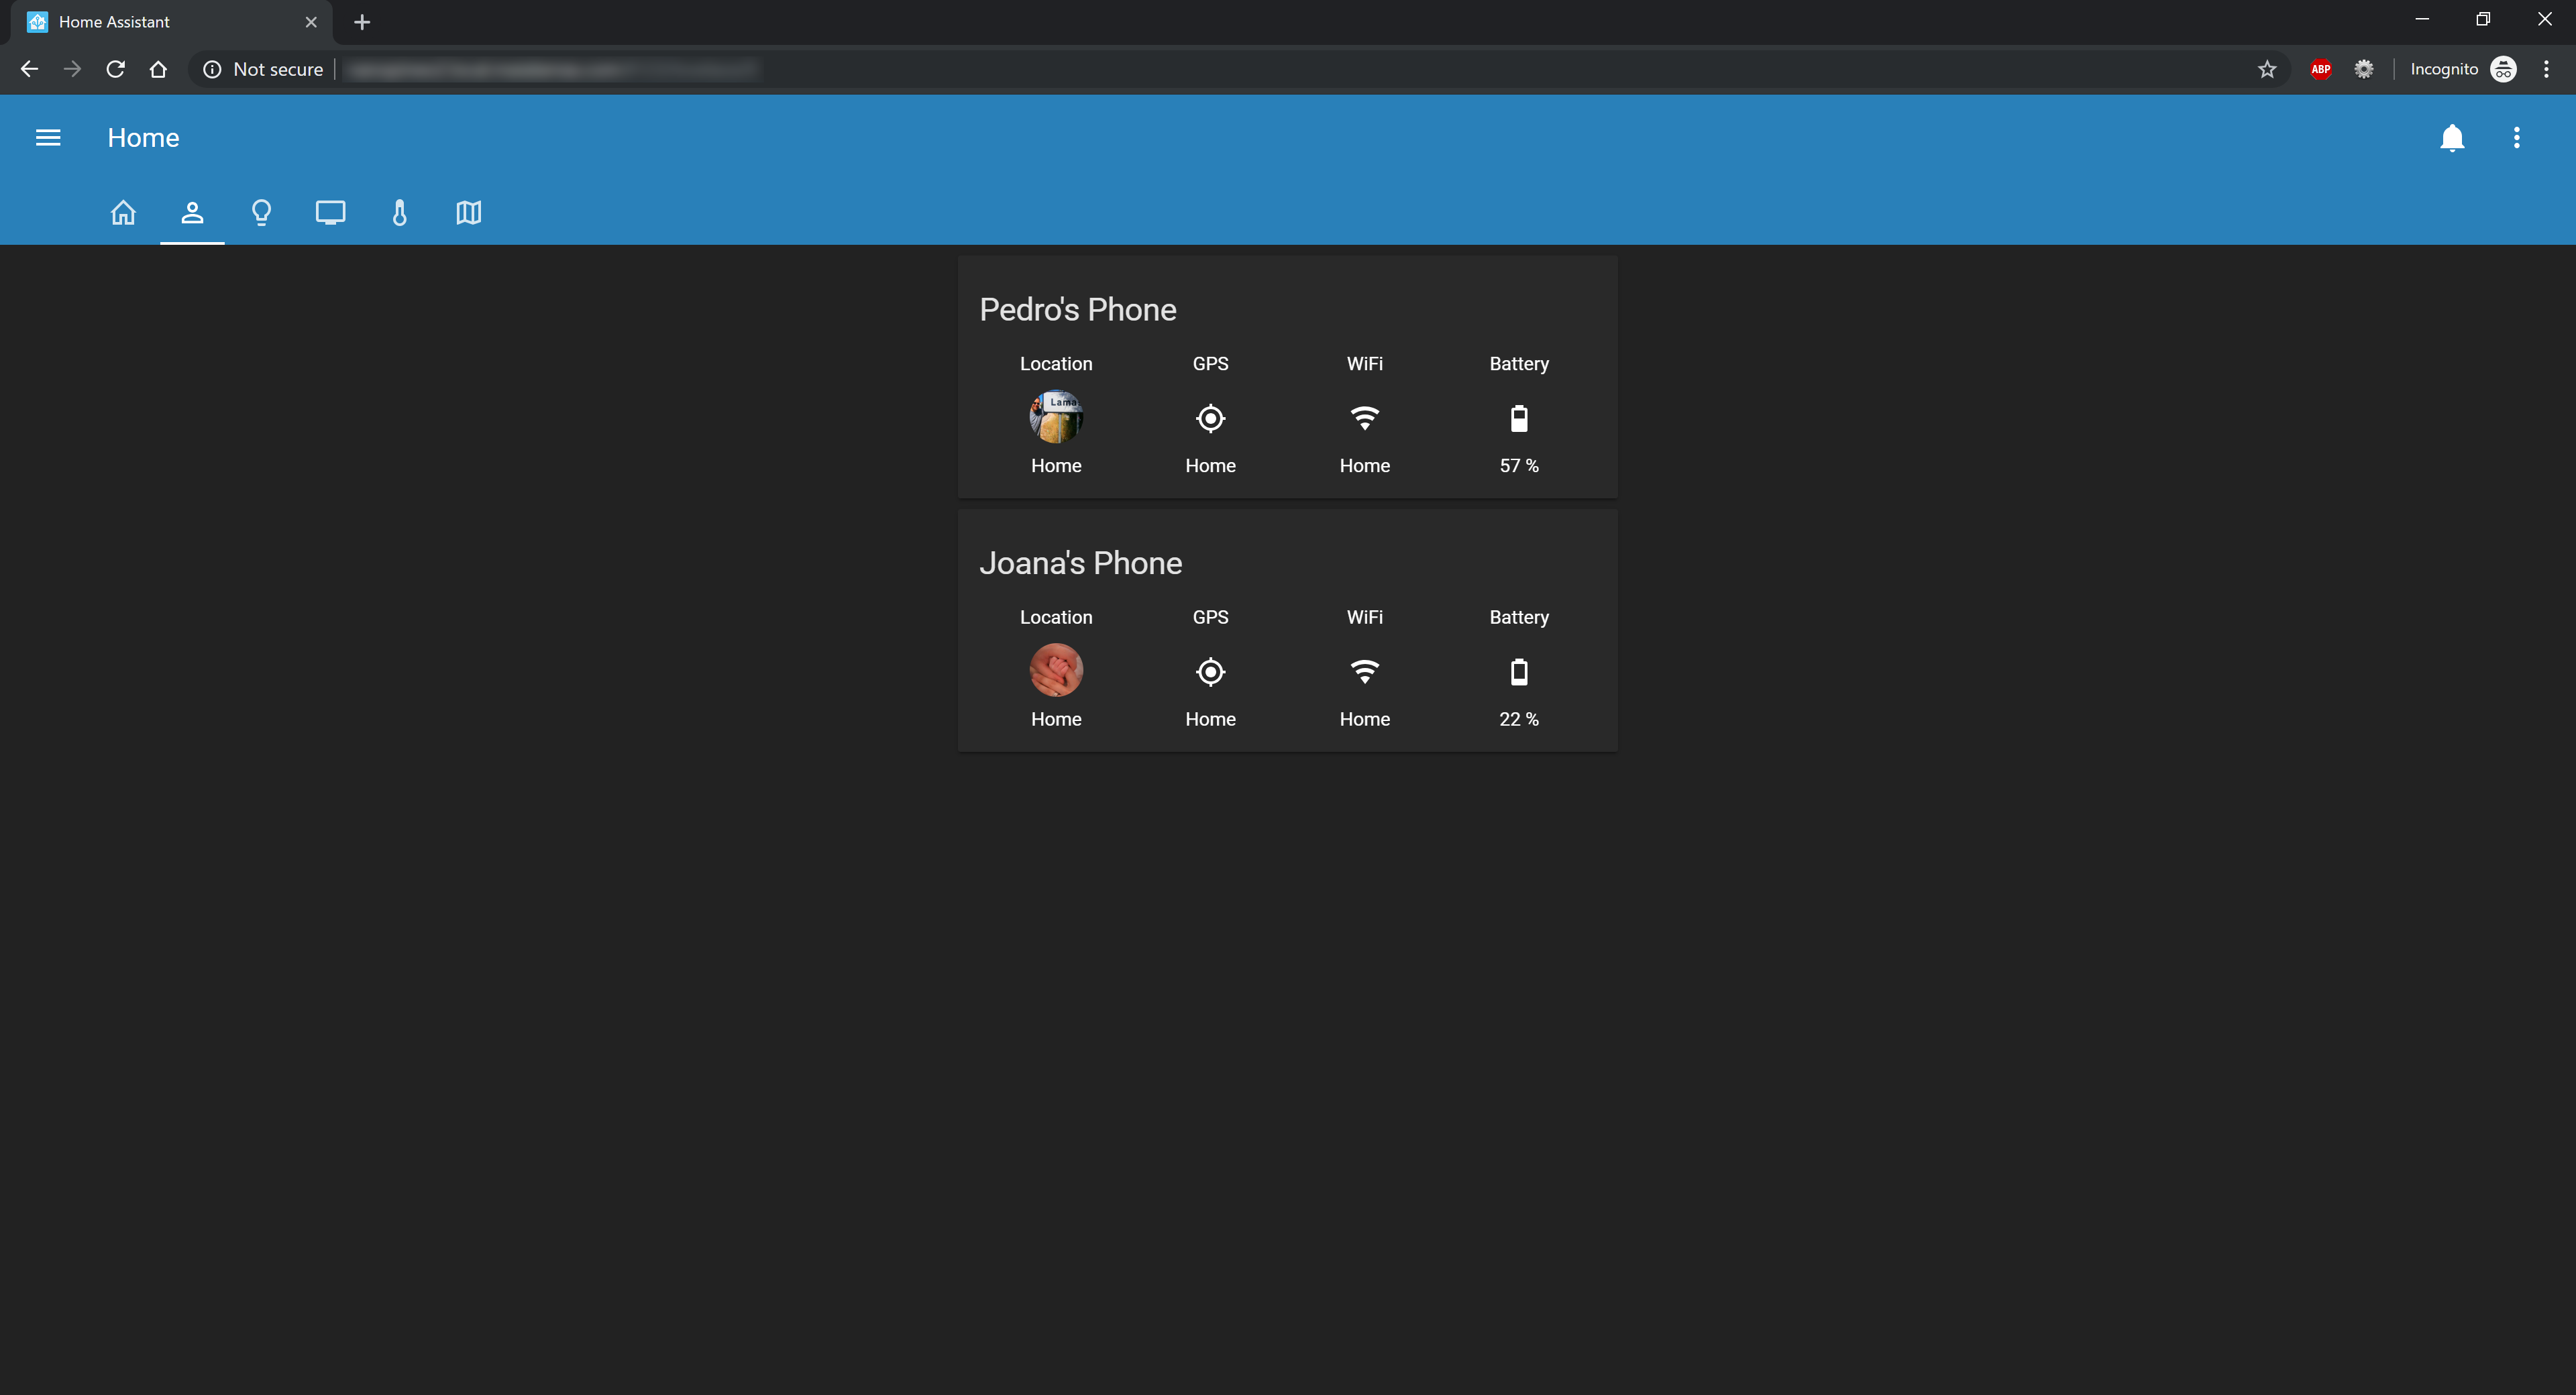 Home Assistant
Not secure
ABP
Incognito
Home
Pedro's Phone
Location GPS WiFi Battery
Lama
Home Home Home 57 %
Joana's Phone
Location GPS WiFi Battery
Home Home Home 22 %